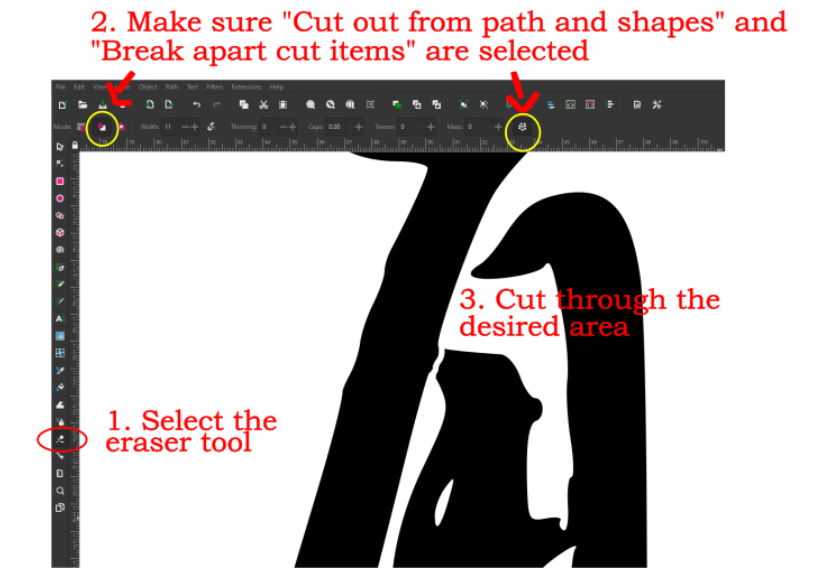 2. Make sure "Cut out from path and shapes" and
"Break apart cut items" are selected
File Edit View Object Path Text Filters Extensions Help
Mode: Width: 11 Thinning: 0 Caps: 0.00 Tremor: 0 Mass: 0
3. Cut through the
desired area
1. Select the
eraser tool